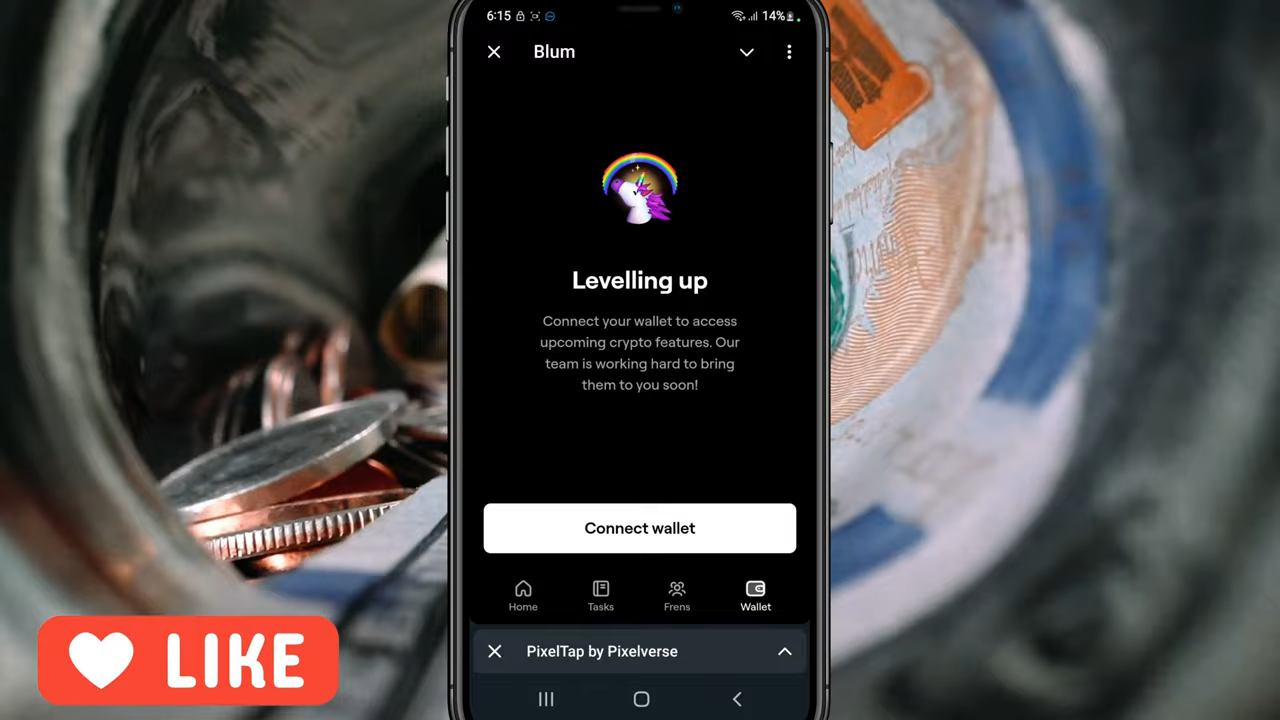 6:15
14%
Blum
Levelling up
Connect your wallet to access
upcoming crypto features. Our
team is working hard to bring
them to you soon!
Connect wallet
Home Tasks Frens Wallet
PixelTap by Pixelverse
LIKE